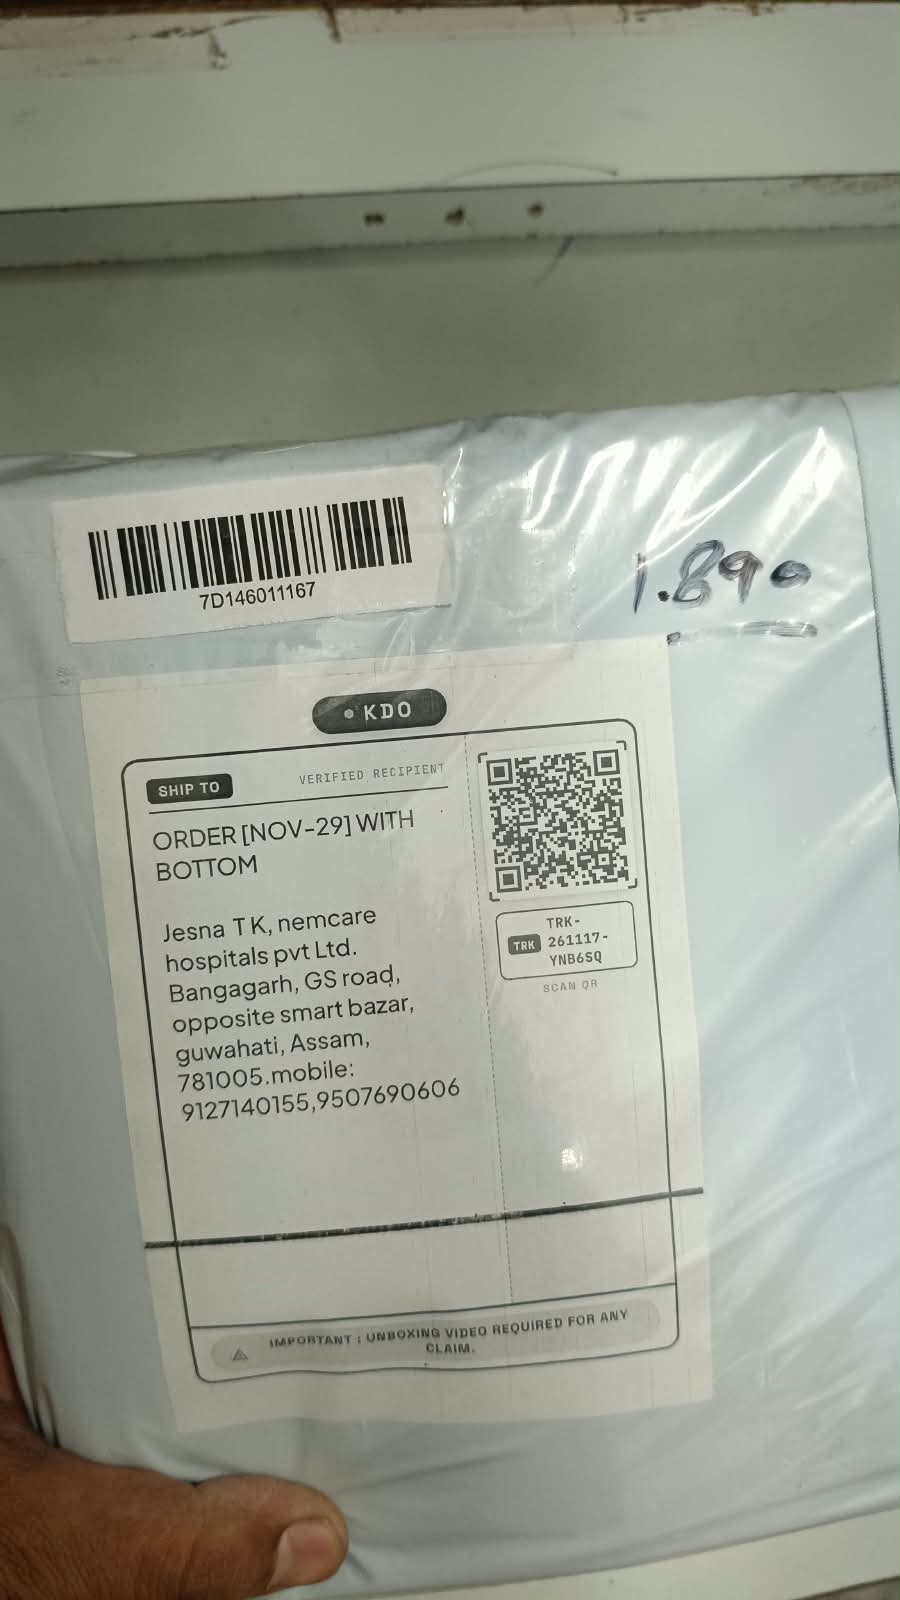 7D146011167
1.890
KDO
SHIP TO
VERIFIED RECIPIENT
ORDER [NOV-29] WITH
BOTTOM
Jesna T K, nemcare
hospitals pvt Ltd.
Bangagarh, GS road,
opposite smart bazar,
guwahati, Assam,
781005.mobile:
9127140155,9507690606
TRK
TRK-
261117-
YNB6SQ
SCAN QR
IMPORTANT : UNBOXING VIDEO REQUIRED FOR ANY
CLAIM.